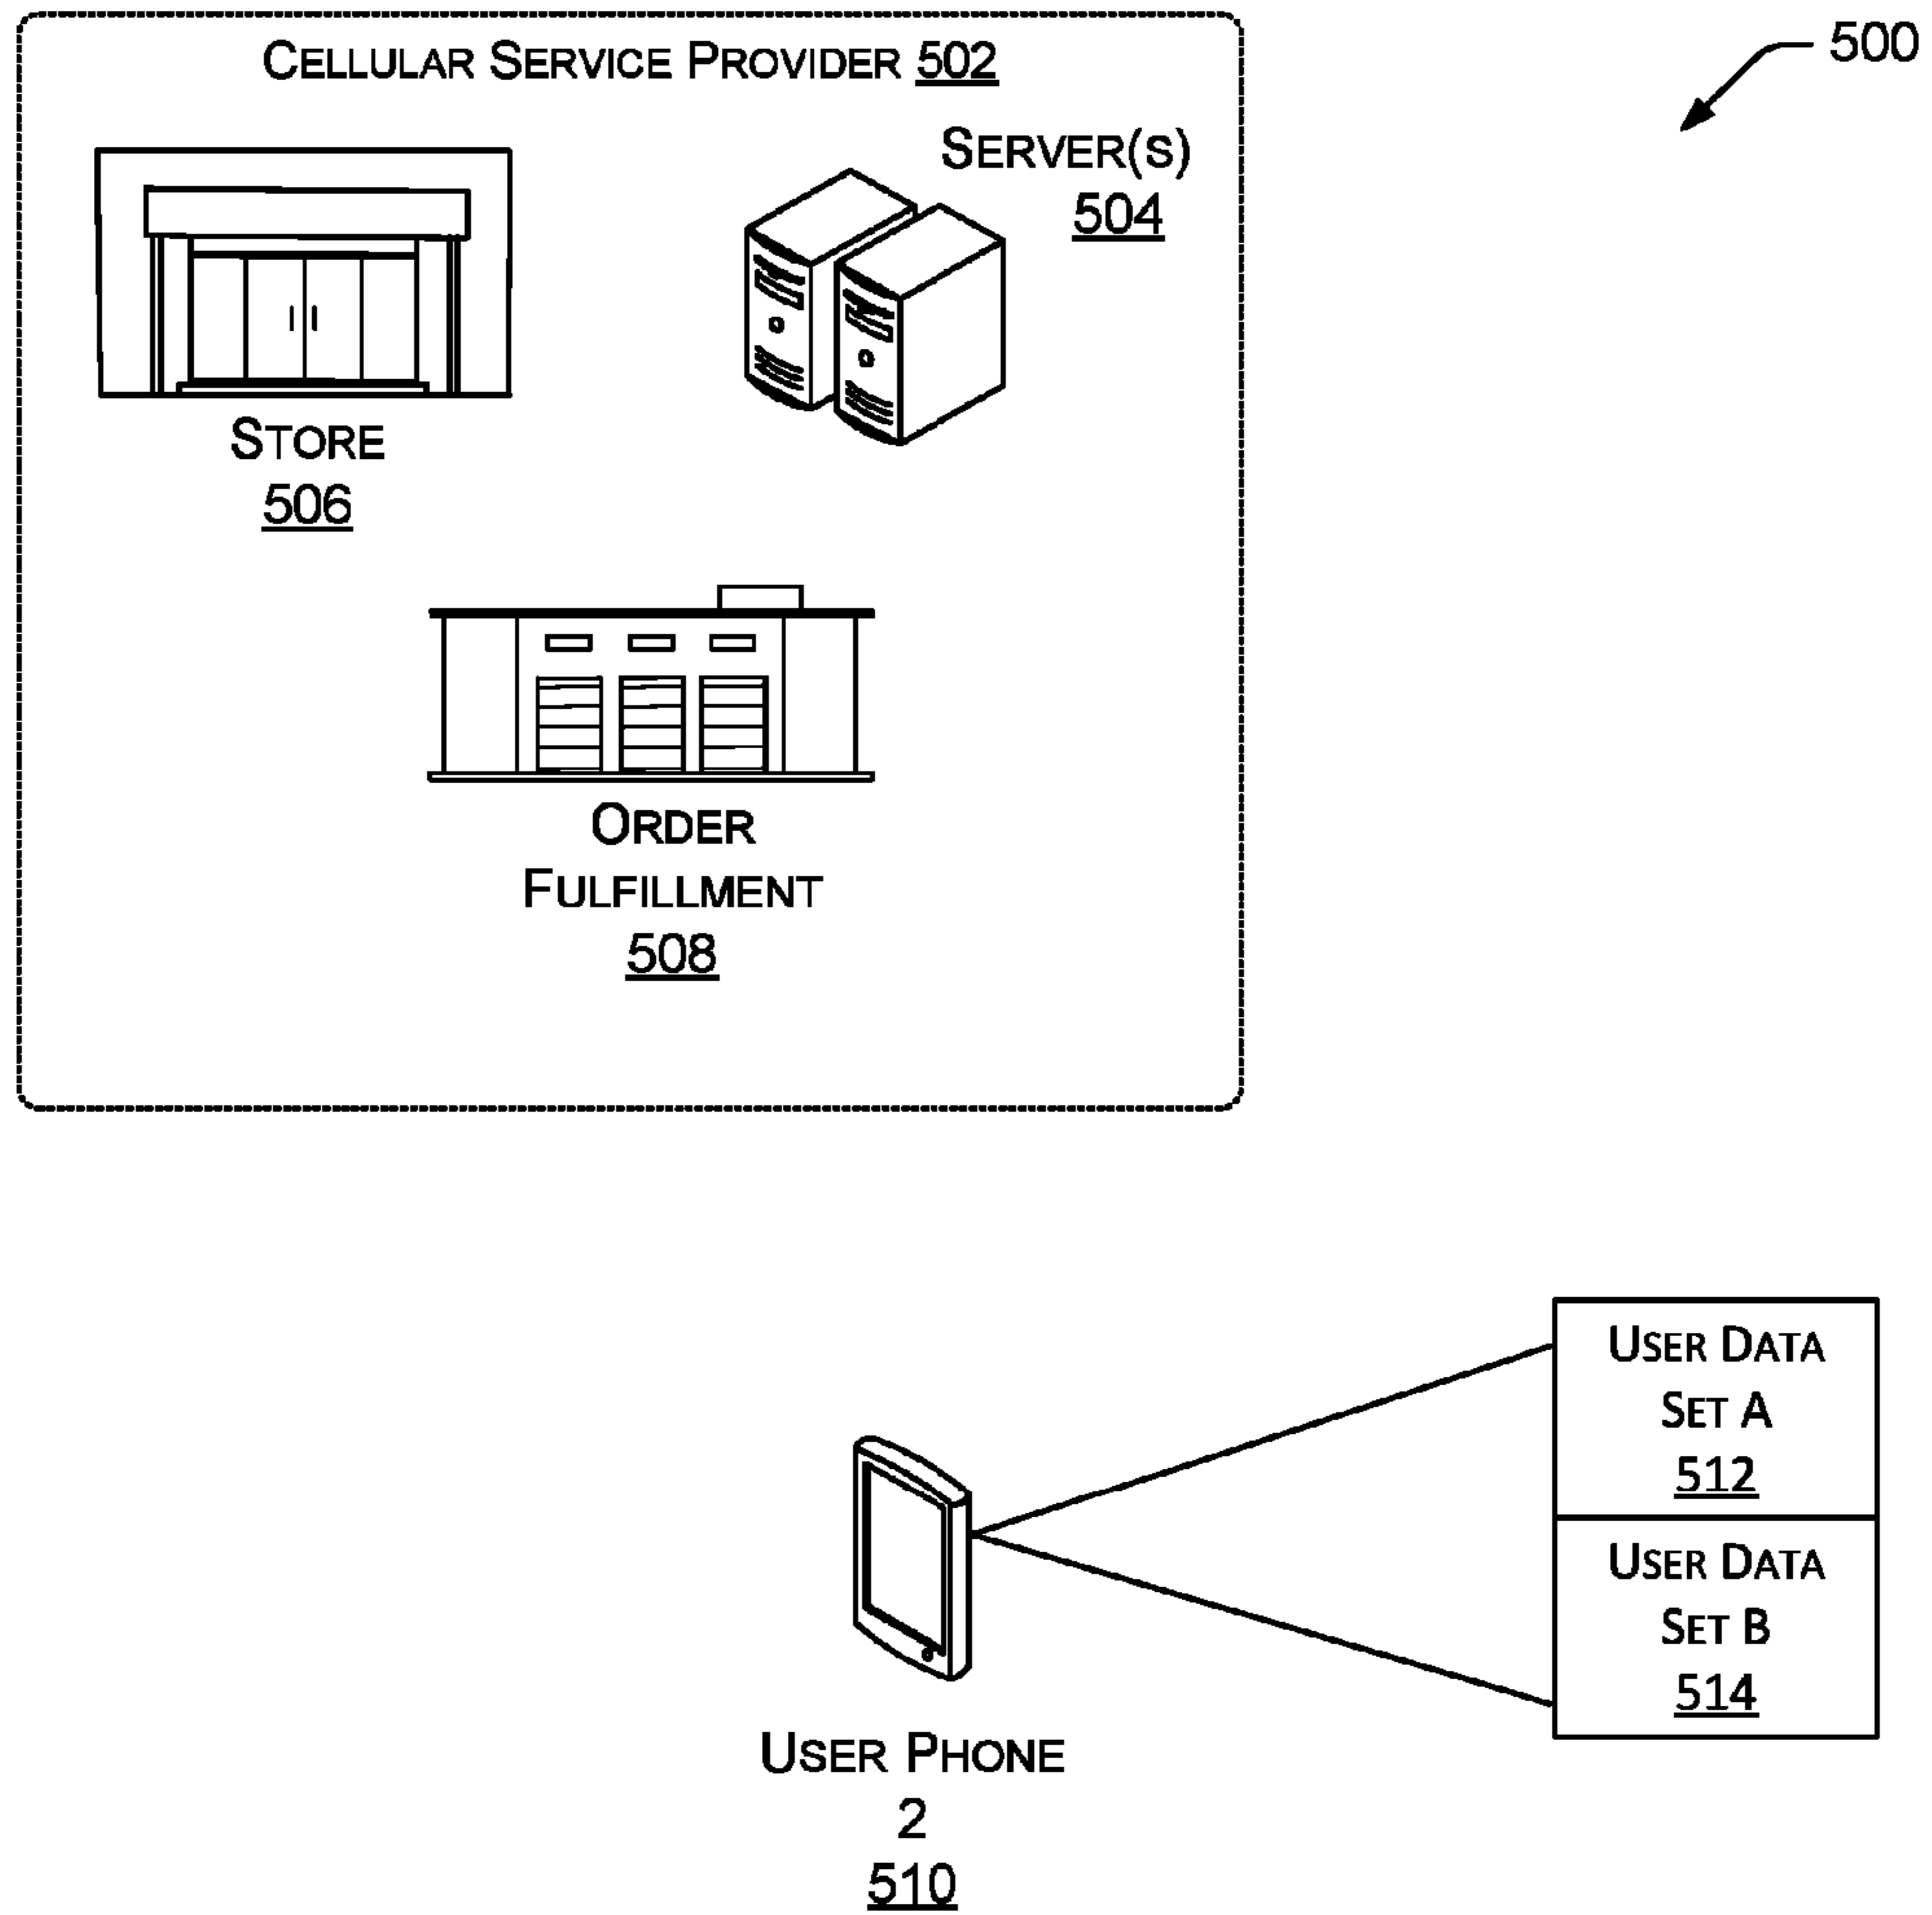 CELLULAR SERVICE PROVIDER 502
500
SERVER(S)
504
STORE
506
ORDER
FULFILLMENT
508
USER DATA
SET A
512
USER DATA
SET B
514
USER PHONE
2
510